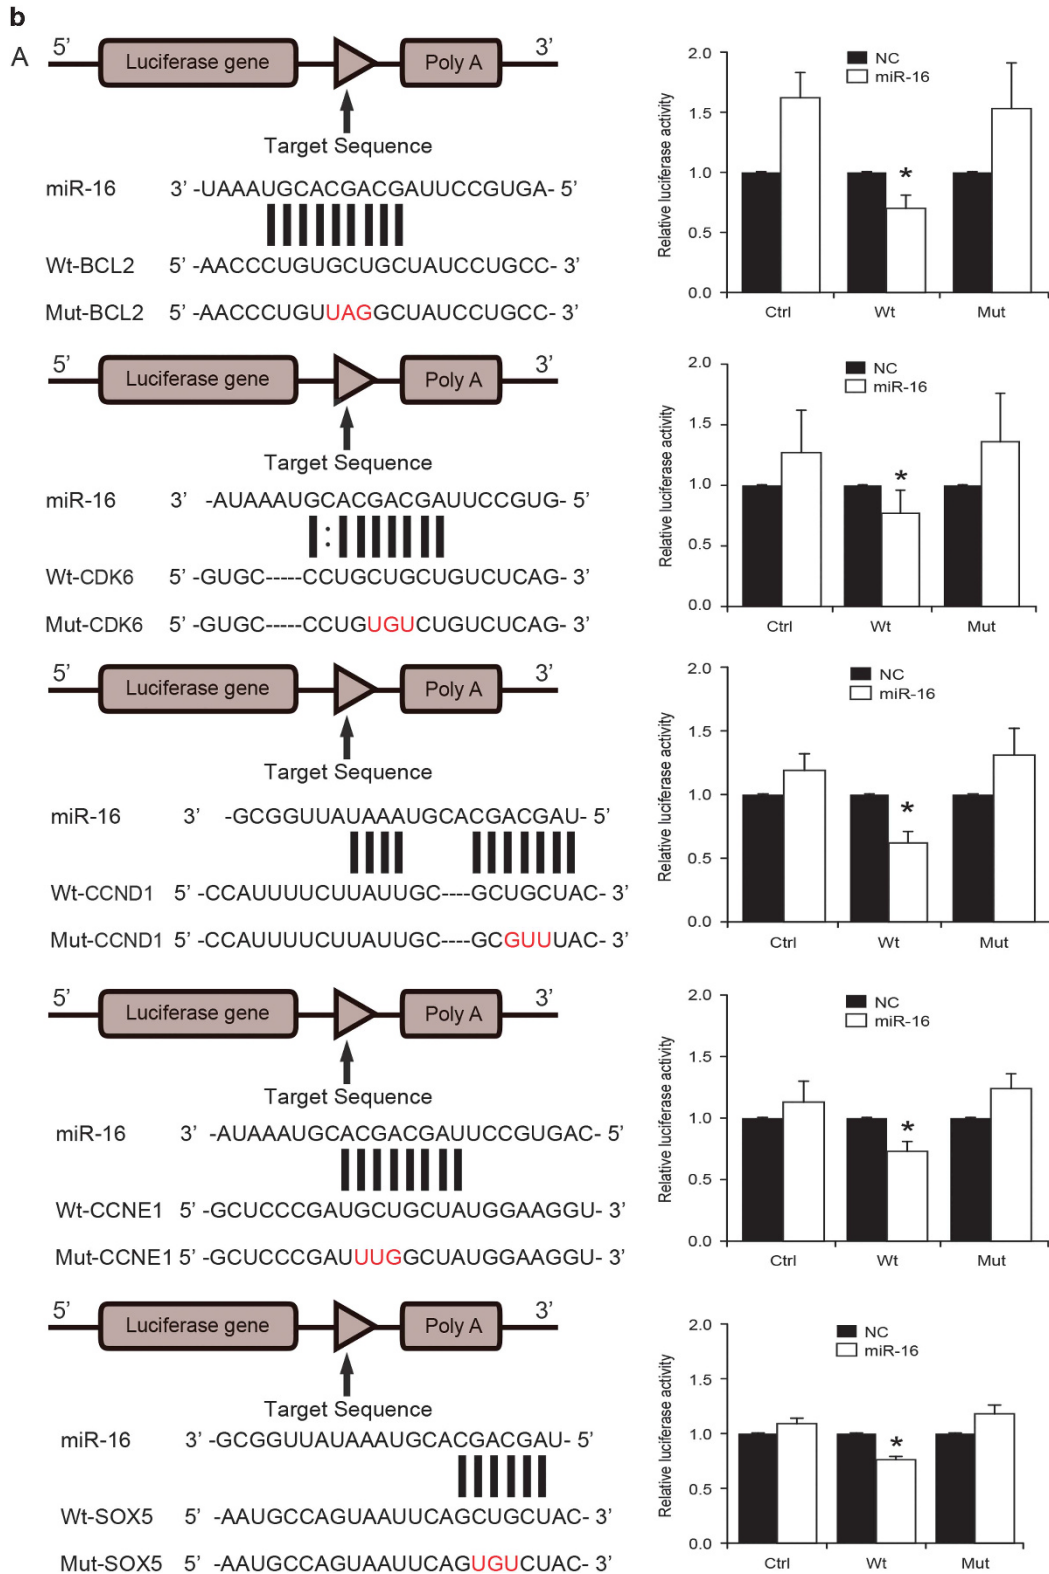 b
A
5’ 3’
Luciferase gene Poly A
Target Sequence
miR-16 3’ -UAAAUGCACGACGAUUCCGUGA- 5’
Wt-BCL2 5’ -AACCCUGUGCUGCUAUCCUGCC- 3’
Mut-BCL2 5’ -AACCCUGUUAGGCUAUCCUGCC- 3’
Relative luciferase activity
2.0
1.5
1.0
0.5
0.0
NC
miR-16
*
Ctrl Wt Mut
5’ 3’
Luciferase gene Poly A
Target Sequence
miR-16 3’ -AUAAAUGCACGACGAUUCCGUG- 5’
:
Wt-CDK6 5’ -GUGC-----CCUGCUGCUGUCUCAG- 3’
Mut-CDK6 5’ -GUGC-----CCUGUGUCUGUCUCAG- 3’
Relative luciferase activity
2.0
1.5
1.0
0.5
0.0
NC
miR-16
*
Ctrl Wt Mut
5’ 3’
Luciferase gene Poly A
Target Sequence
miR-16 3’ -GCGGUUAUAAAUGCACGACGAU- 5’
Wt-CCND1 5’ -CCAUUUUCUUAUUGC----GCUGCUAC- 3’
Mut-CCND1 5’ -CCAUUUUCUUAUUGC----GCGUUUAC- 3’
Relative luciferase activity
2.0
1.5
1.0
0.5
0.0
NC
miR-16
*
Ctrl Wt Mut
5’ 3’
Luciferase gene Poly A
Target Sequence
miR-16 3’ -AUAAAUGCACGACGAUUCCGUGAC- 5’
Wt-CCNE1 5’ -GCUCCCGAUGCUGCUAUGGAAGGU- 3’
Mut-CCNE1 5’ -GCUCCCGAUUUGGCUAUGGAAGGU- 3’
Relative luciferase activity
2.0
1.5
1.0
0.5
0.0
NC
miR-16
*
Ctrl Wt Mut
5’ 3’
Luciferase gene Poly A
Target Sequence
miR-16 3’ -GCGGUUAUAAAUGCACGACGAU- 5’
Wt-SOX5 5’ -AAUGCCAGUAAUUCAGCUGCUAC- 3’
Mut-SOX5 5’ -AAUGCCAGUAAUUCAGUGUCUAC- 3’
Relative luciferase activity
2.0
1.5
1.0
0.5
0.0
NC
miR-16
*
Ctrl Wt Mut